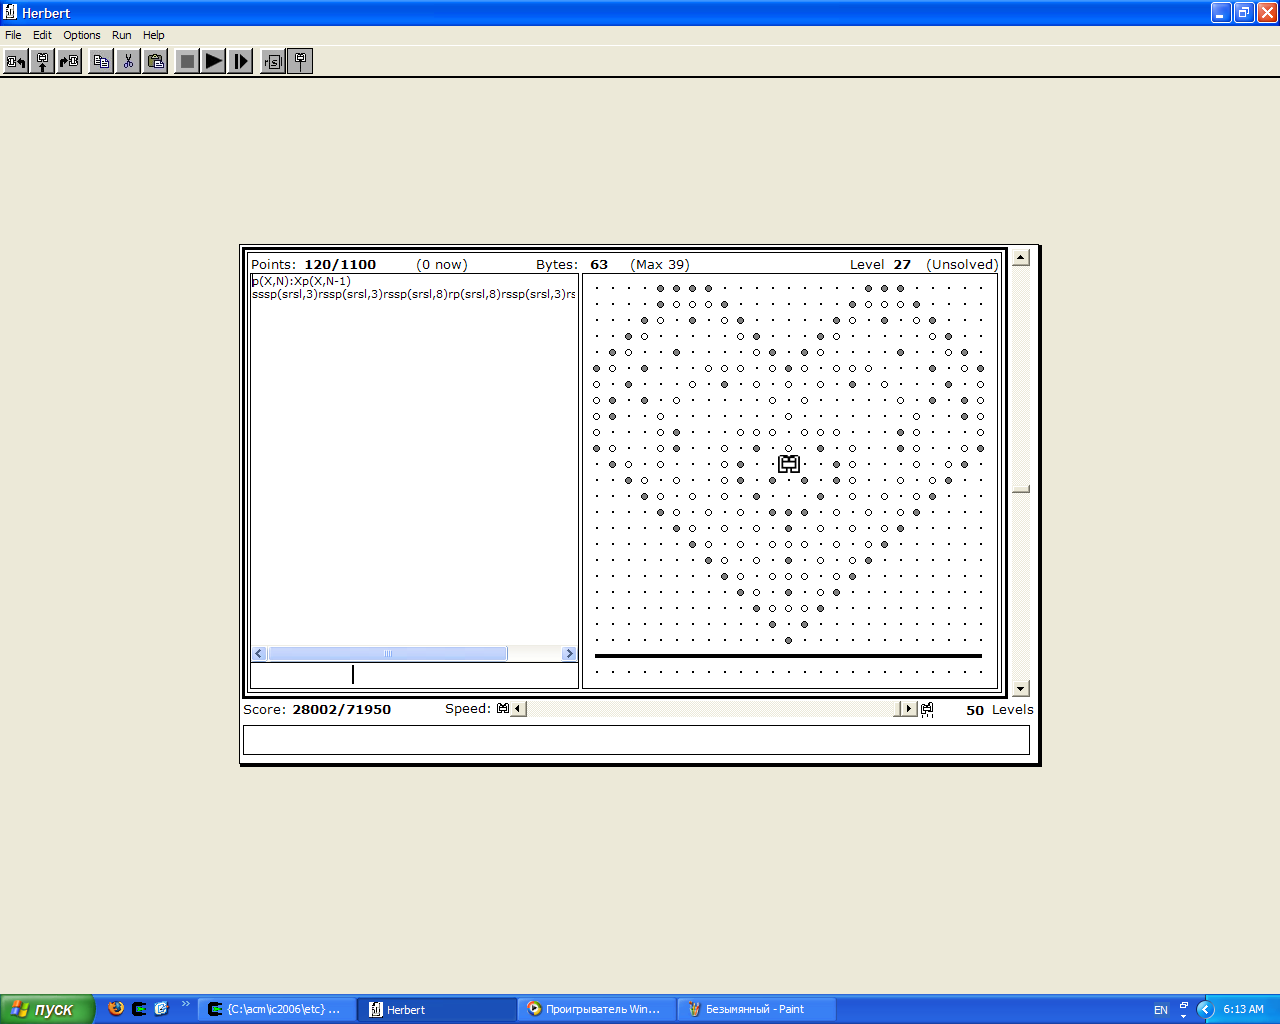 Herbert
File Edit Options Run Help
Points: 120/1100 (0 now) Bytes: 63 (Max 39) Level 27 (Unsolved)
p(X,N):Xp(X,N-1)
sssp(srsl,3)rssp(srsl,3)rssp(srsl,8)rp(srsl,8)rssp(srsl,3)rs
Score: 28002/71950 Speed: 50 Levels
пуск {C:\acm\ic2006\etc} ... Herbert Проигрыватель Win... Безымянный - Paint EN 6:13 AM